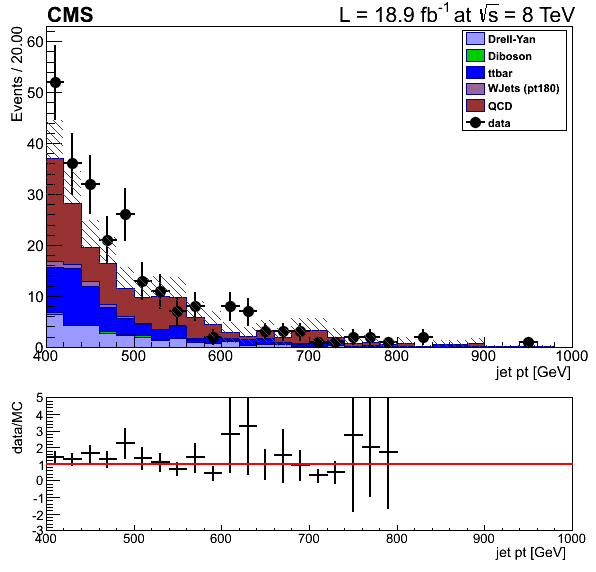 CMS L = 18.9 fb⁻¹ at √s = 8 TeV
Events / 20.00
60
50
40
30
20
10
0
Drell-Yan
Diboson
ttbar
WJets (pt180)
QCD
data
400 500 600 700 800 900 1000
jet pt [GeV]
data/MC
5
4
3
2
1
0
-1
-2
-3
400 500 600 700 800 900 1000
jet pt [GeV]